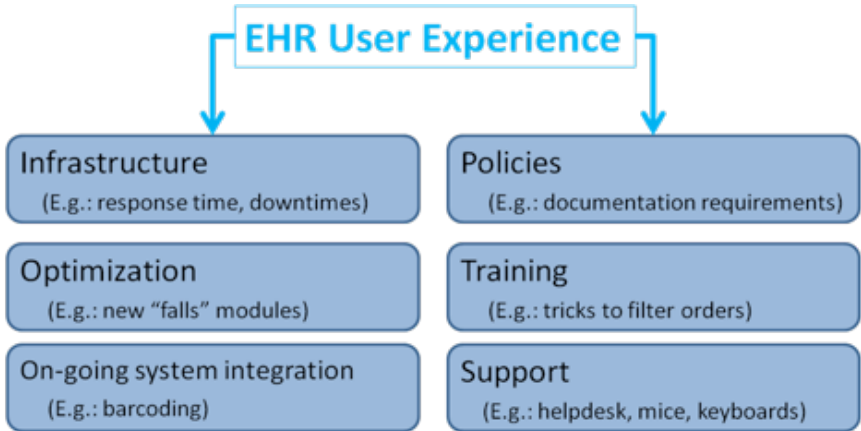 EHR User Experience
Infrastructure
(E.g.: response time, downtimes)
Optimization
(E.g.: new “falls” modules)
On-going system integration
(E.g.: barcoding)
Policies
(E.g.: documentation requirements)
Training
(E.g.: tricks to filter orders)
Support
(E.g.: helpdesk, mice, keyboards)